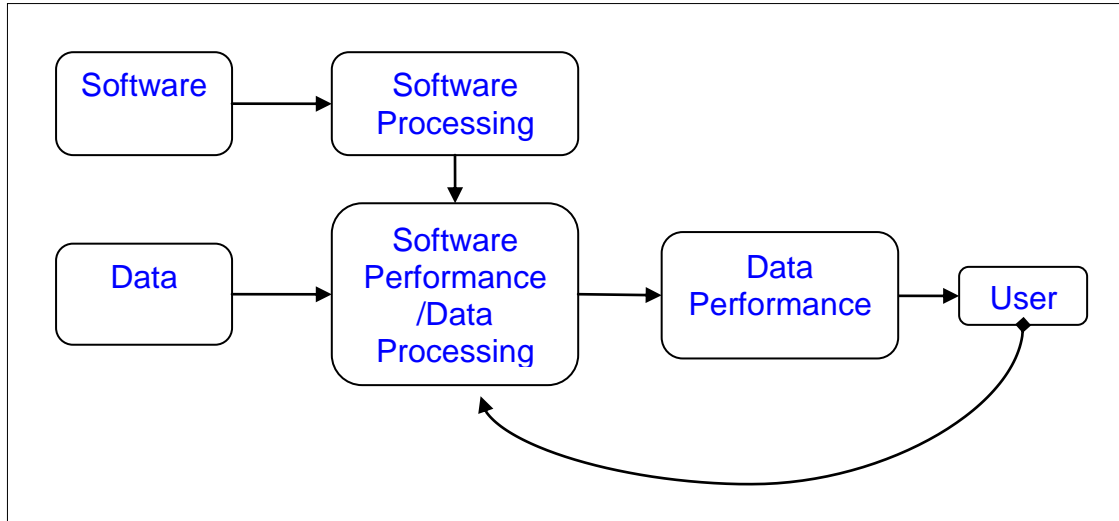 Software
Software
Processing
Data
Software
Performance
/Data
Processing
Data
Performance
User